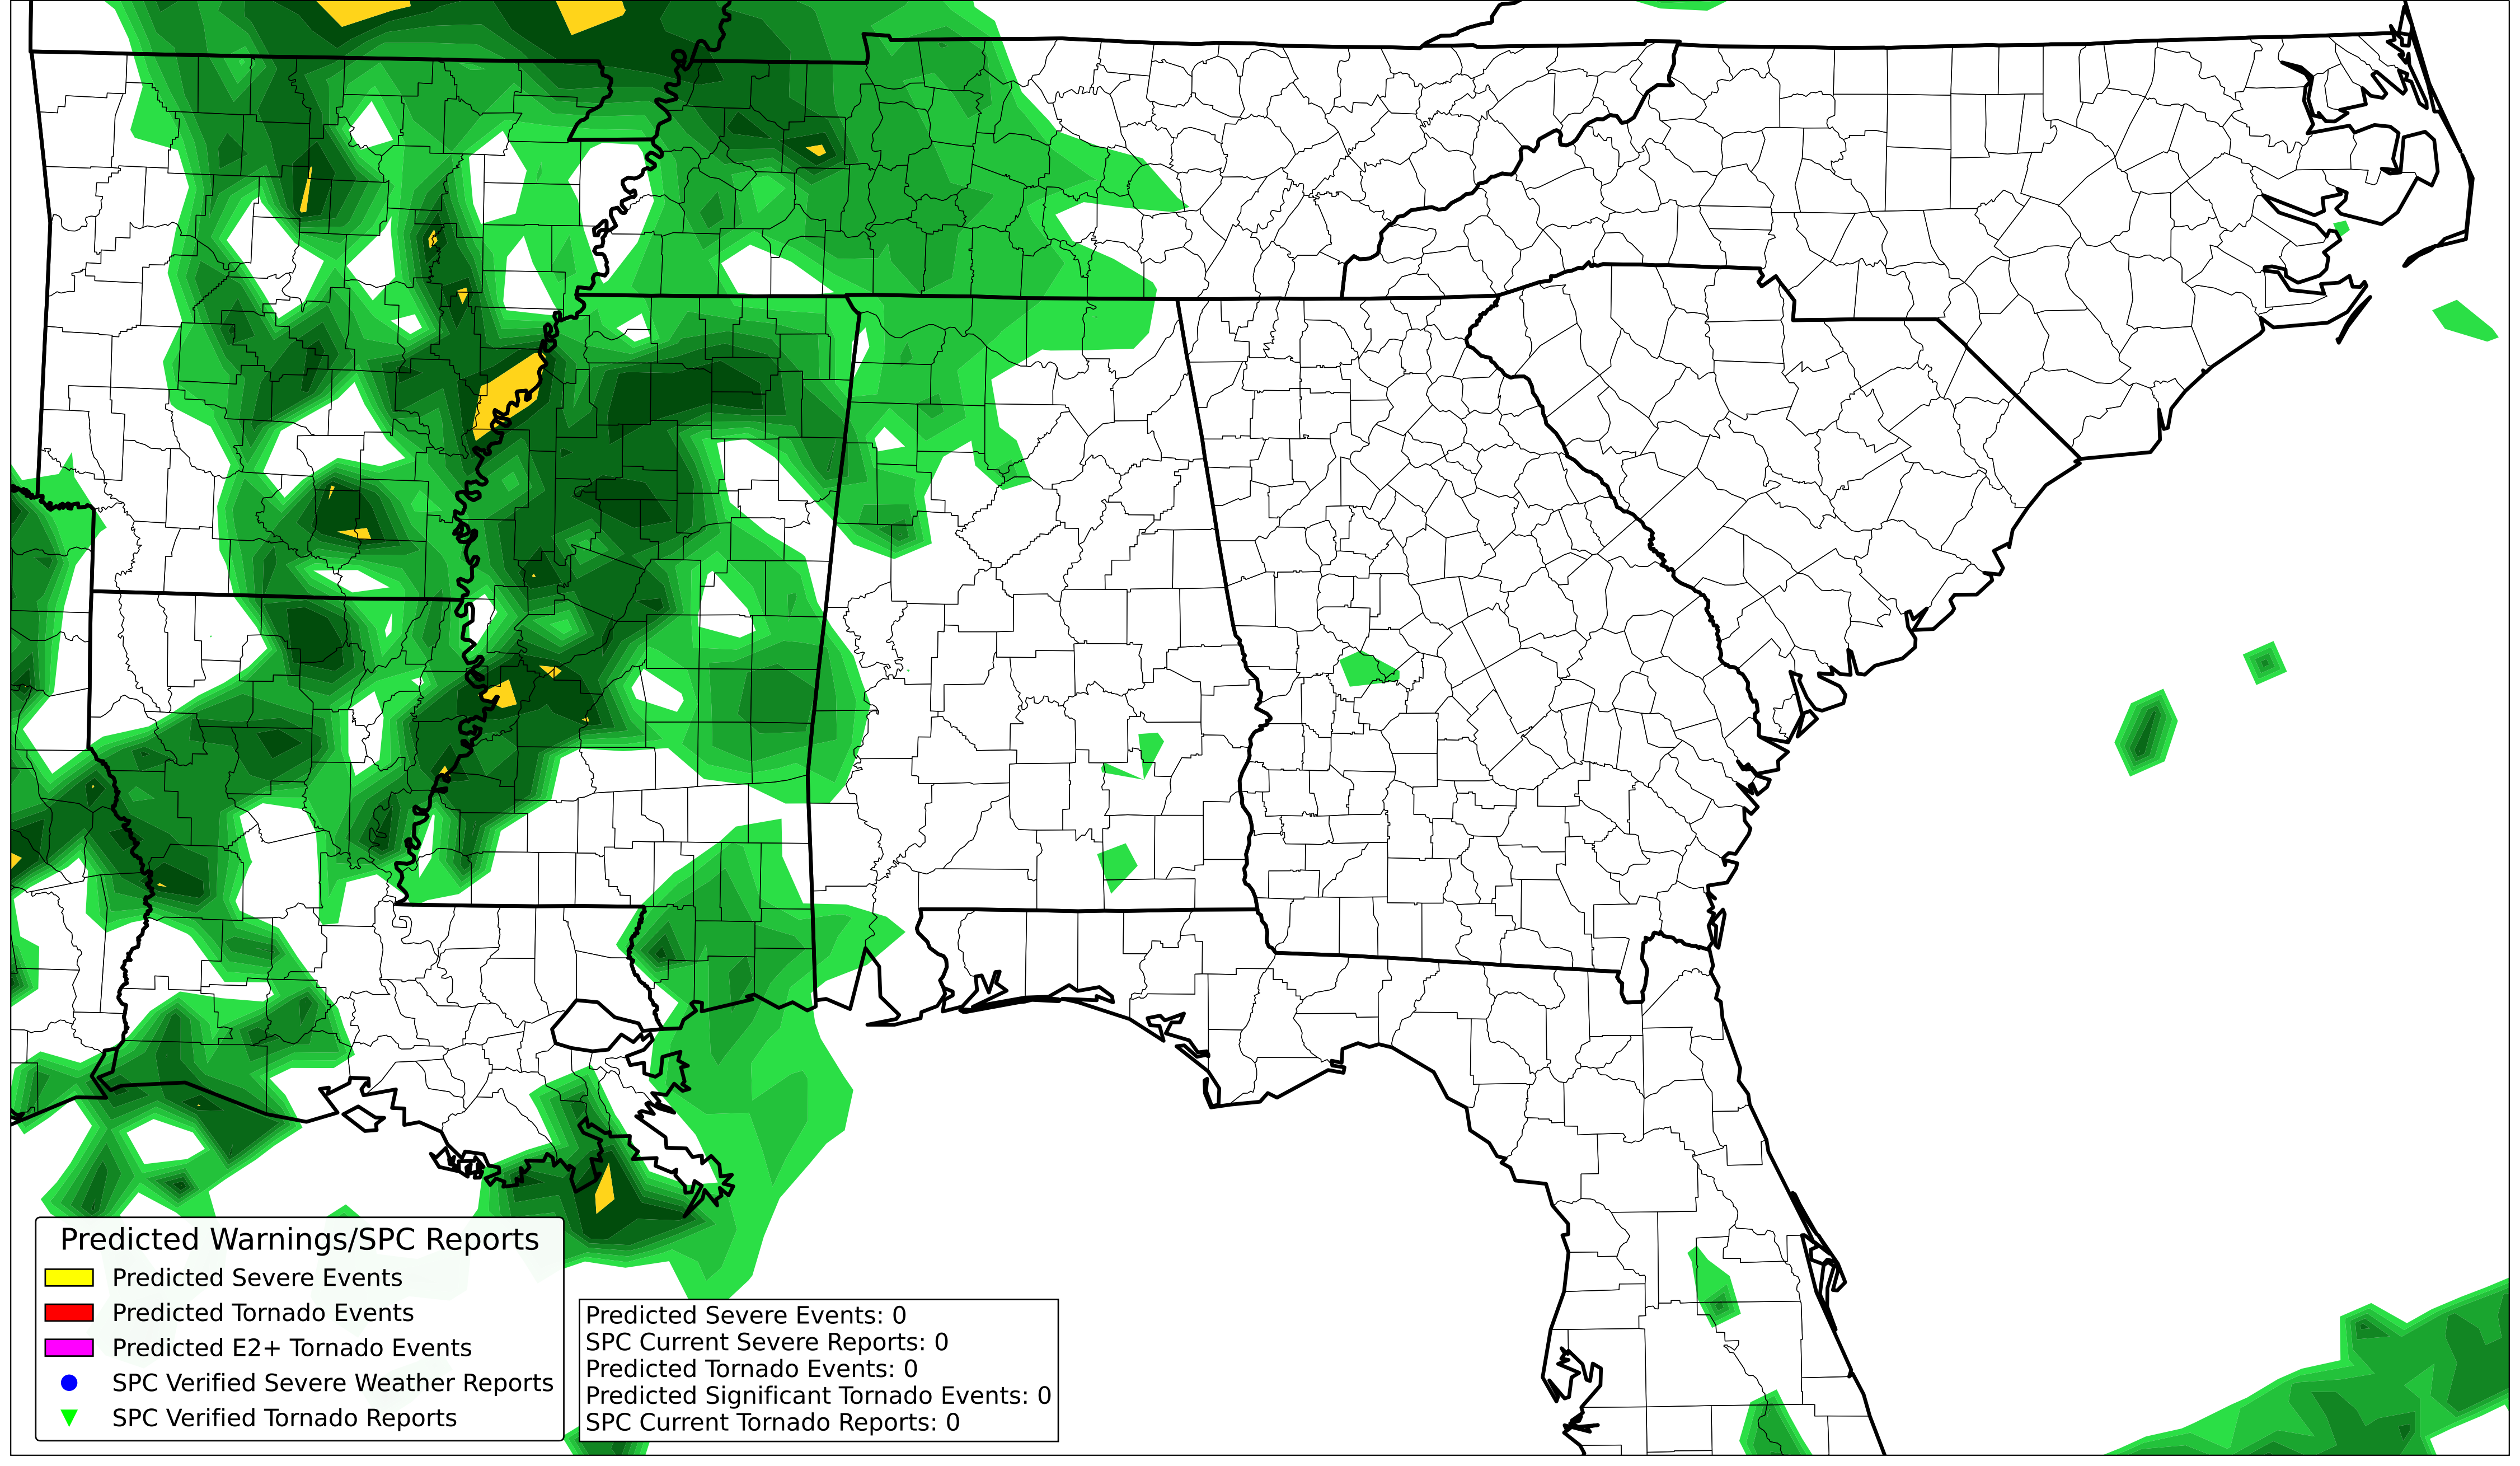 Predicted Warnings/SPC Reports
Predicted Severe Events
Predicted Tornado Events
Predicted E2+ Tornado Events
SPC Verified Severe Weather Reports
SPC Verified Tornado Reports
Predicted Severe Events: 0
SPC Current Severe Reports: 0
Predicted Tornado Events: 0
Predicted Significant Tornado Events: 0
SPC Current Tornado Reports: 0